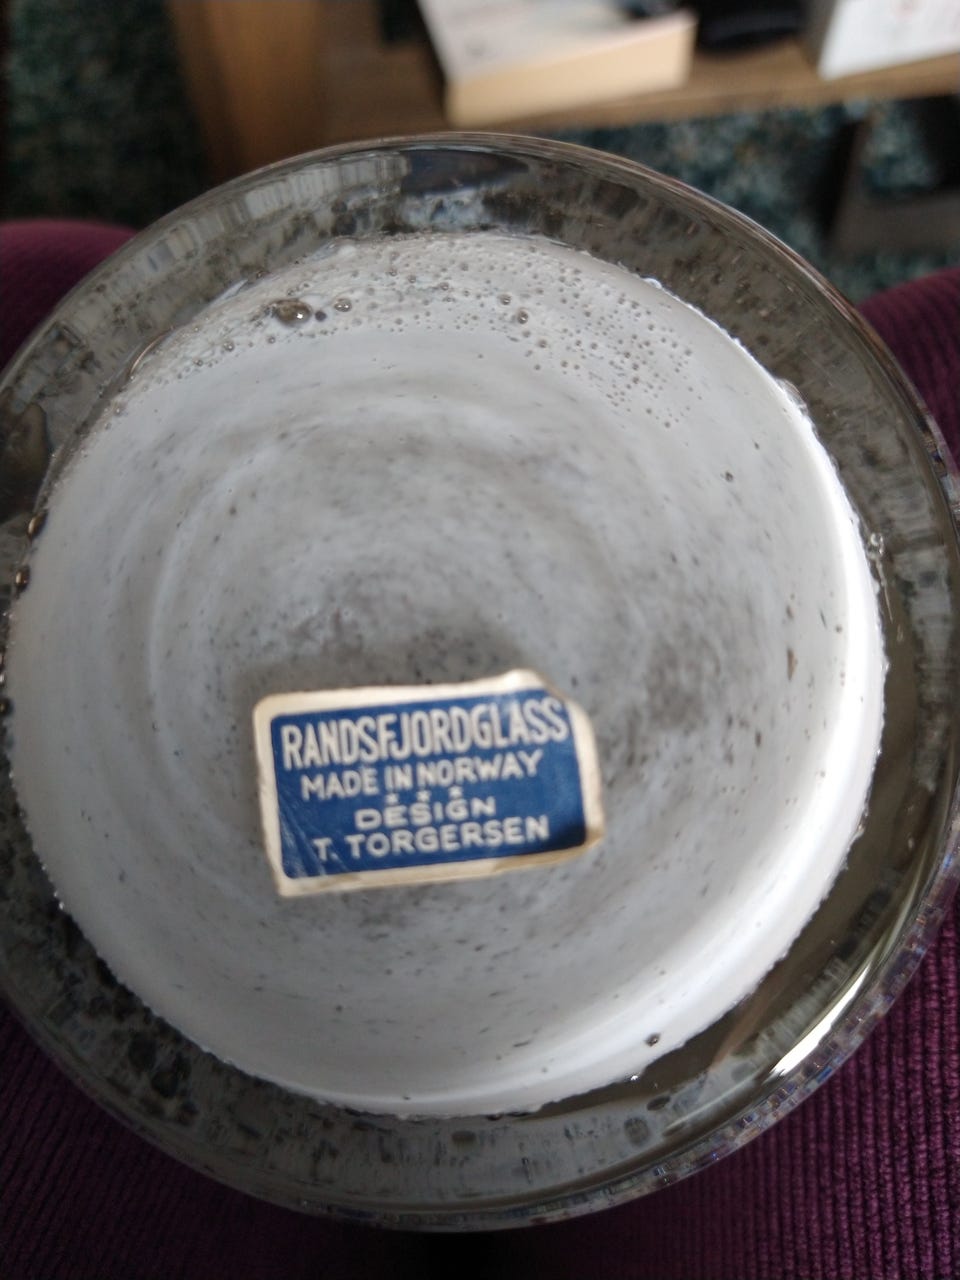 RANDSFJORDGLASS
MADE IN NORWAY
* * *
DESIGN
T. TORGERSEN